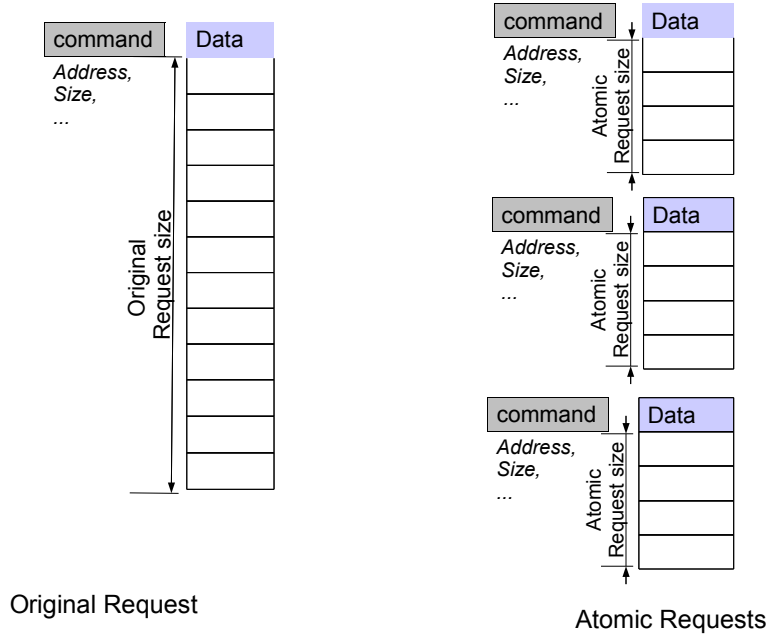 command
Data
Address,
Size,
...
Original
Request size
Original Request
command
Data
Address,
Size,
...
Atomic
Request size
command
Data
Address,
Size,
...
Atomic
Request size
command
Data
Address,
Size,
...
Atomic
Request size
Atomic Requests